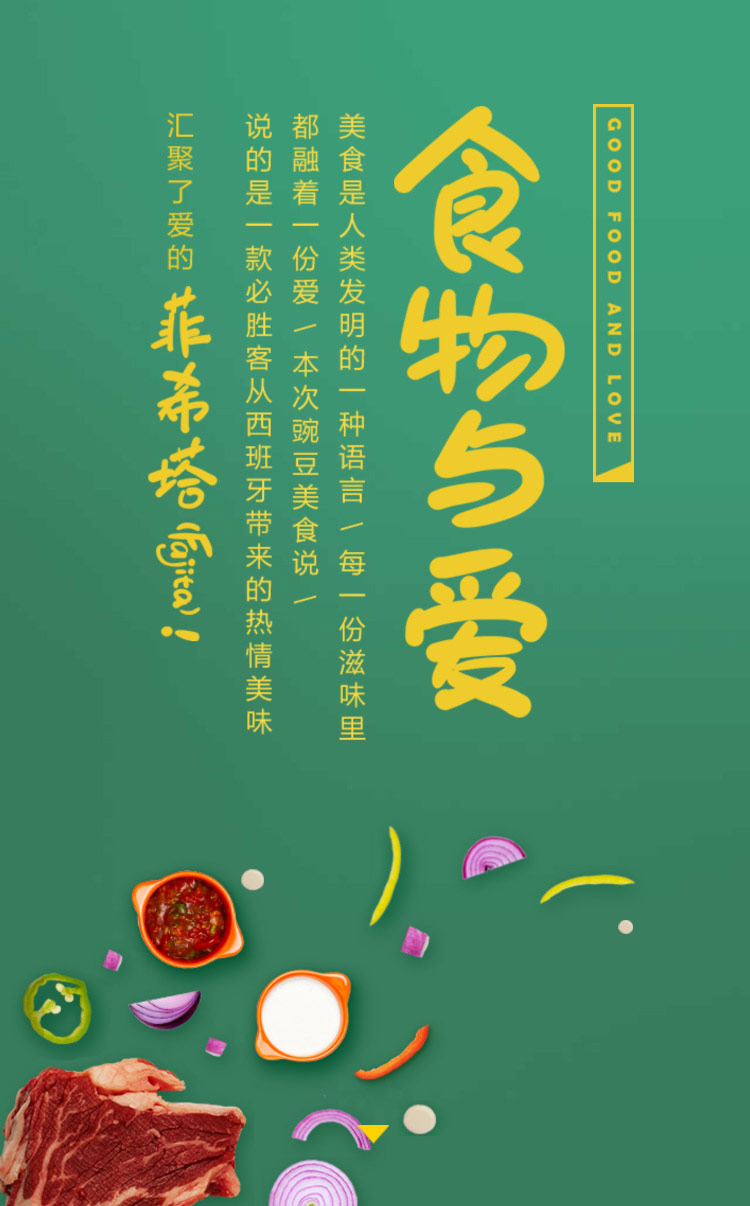 GOOD FOOD AND LOVE
食物与爱
美食是人类发明的一种语言/每一份滋味里
都融着一份爱/本次豌豆美食说/
说的是一款必胜客从西班牙带来的热情美味
汇聚了爱的菲希塔(Fajita)!